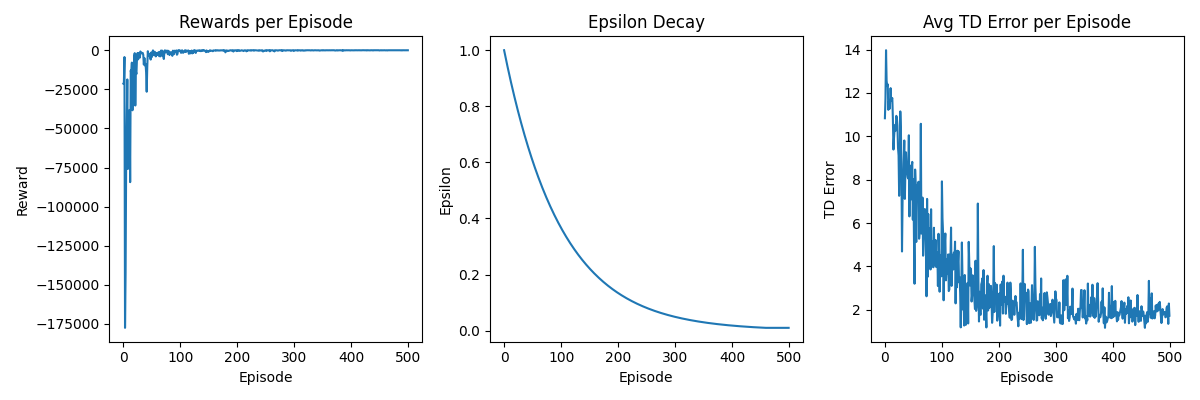 Rewards per Episode
0
−25000
−50000
−75000
−100000
−125000
−150000
−175000
Reward
0 100 200 300 400 500
Episode
Epsilon Decay
1.0
0.8
0.6
0.4
0.2
0.0
Epsilon
0 100 200 300 400 500
Episode
Avg TD Error per Episode
14
12
10
8
6
4
2
TD Error
0 100 200 300 400 500
Episode